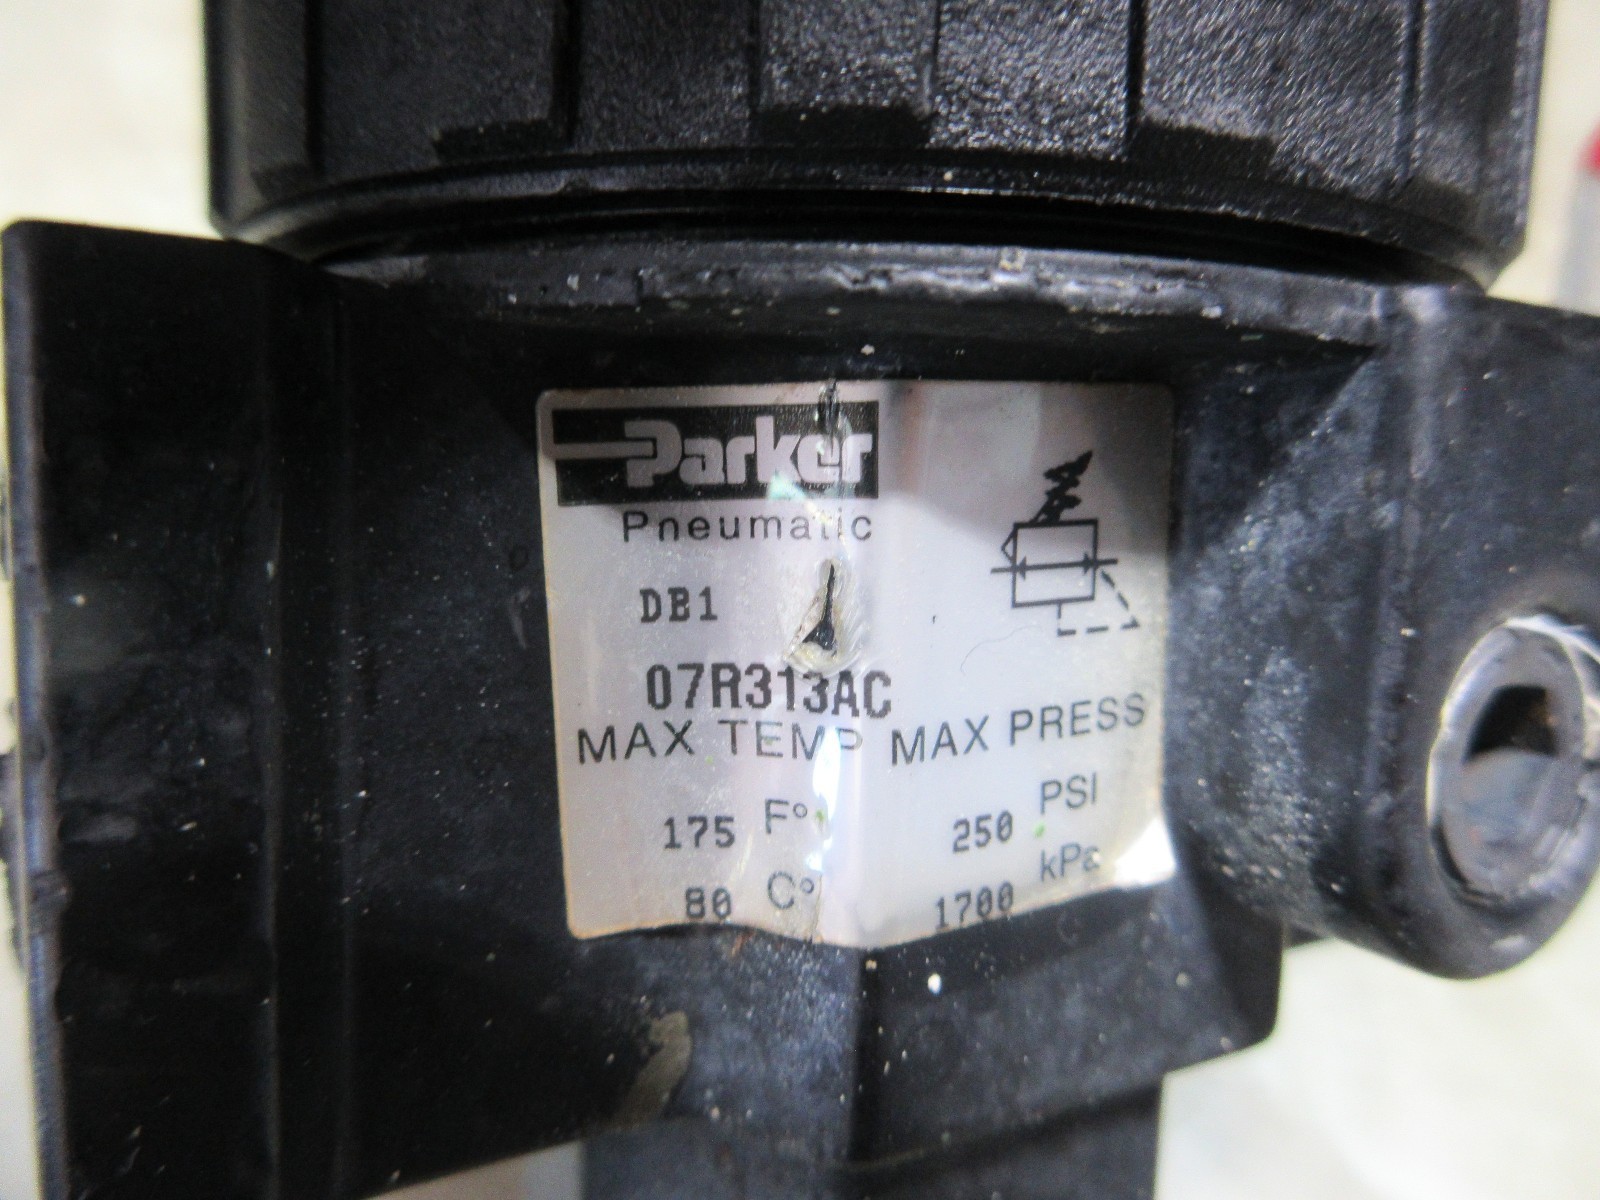 Parker
Pneumatic
DB1
07R313AC
MAX TEMP MAX PRESS
175 F° 250 PSI
80 C° 1700 kPa